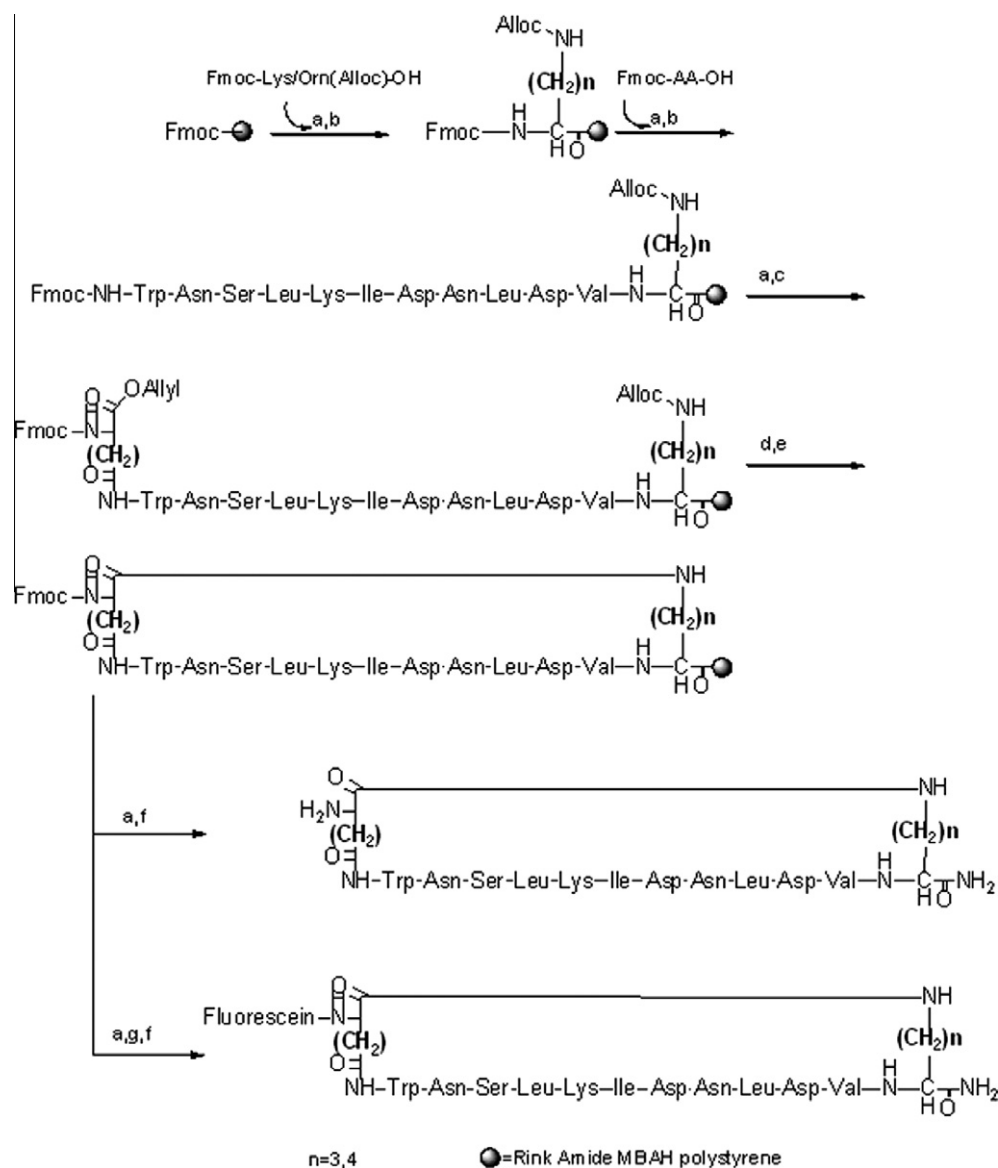 Alloc NH
Fmoc-Lys/Orn(Alloc)-OH (CH2)n Fmoc-AA-OH
Fmoc a,b Fmoc N H C H O a,b
Alloc NH
(CH2)n
Fmoc-NH-Trp-Asn-Ser-Leu-Lys-Ile-Asp-Asn-Leu-Asp-Val-N H C H O a,c
O H OAllyl Alloc NH
Fmoc-N (CH2)n
(CH2) d,e
O NH-Trp-Asn-Ser-Leu-Lys-Ile-Asp-Asn-Leu-Asp-Val-N H C H O
O H NH
Fmoc-N (CH2)n
(CH2)
O NH-Trp-Asn-Ser-Leu-Lys-Ile-Asp-Asn-Leu-Asp-Val-N H C H O
O NH
H2N
a,f (CH2) (CH2)n
O NH-Trp-Asn-Ser-Leu-Lys-Ile-Asp-Asn-Leu-Asp-Val-N H C H O NH2
O H NH
Fluorescein-N
(CH2) (CH2)n
a,g,f
O NH-Trp-Asn-Ser-Leu-Lys-Ile-Asp-Asn-Leu-Asp-Val-N H C H O NH2
n=3,4 =Rink Amide MBAH polystyrene